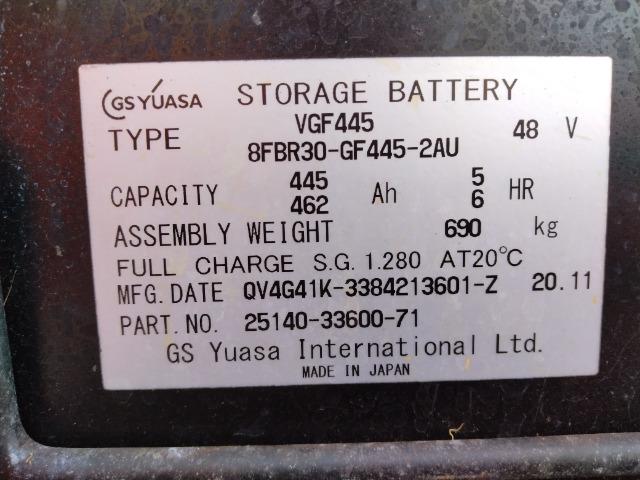 GS YUASA STORAGE BATTERY
TYPE VGF445 48 V
8FBR30-GF445-2AU
CAPACITY 445 Ah 5 HR
462 6
ASSEMBLY WEIGHT 690 kg
FULL CHARGE S.G. 1.280 AT20℃
MFG. DATE QV4G41K-3384213601-Z 20.11
PART. NO. 25140-33600-71
GS Yuasa International Ltd.
MADE IN JAPAN